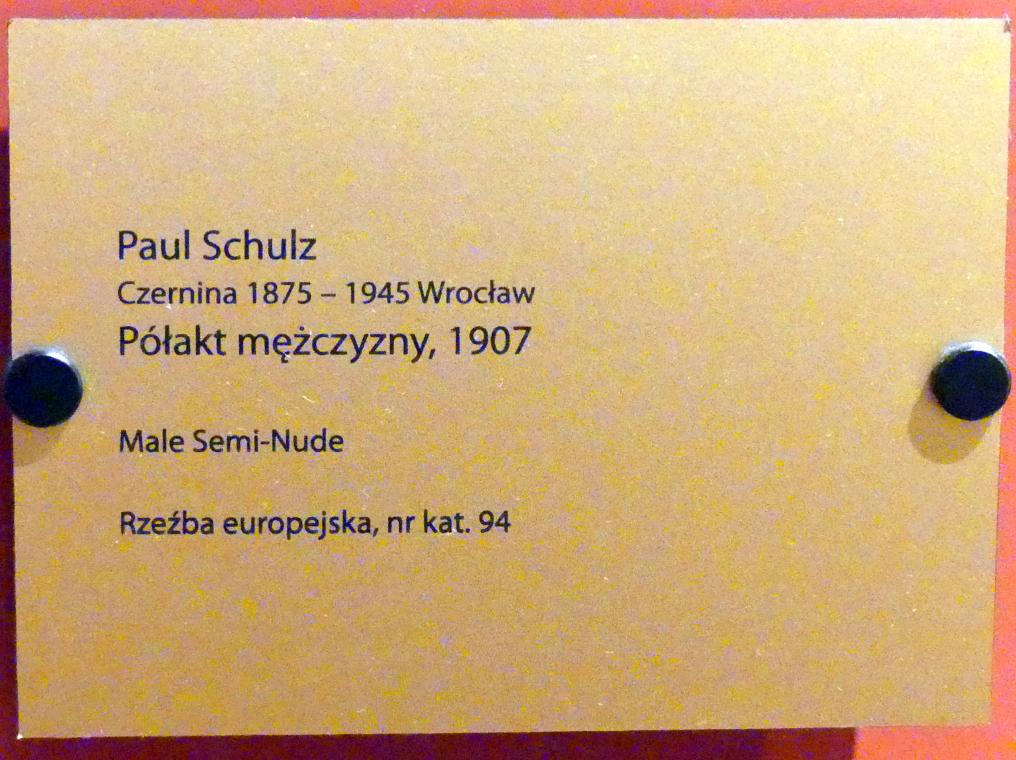 Paul Schulz
Czernina 1875 – 1945 Wrocław
Półakt mężczyzny, 1907
Male Semi-Nude
Rzeźba europejska, nr kat. 94